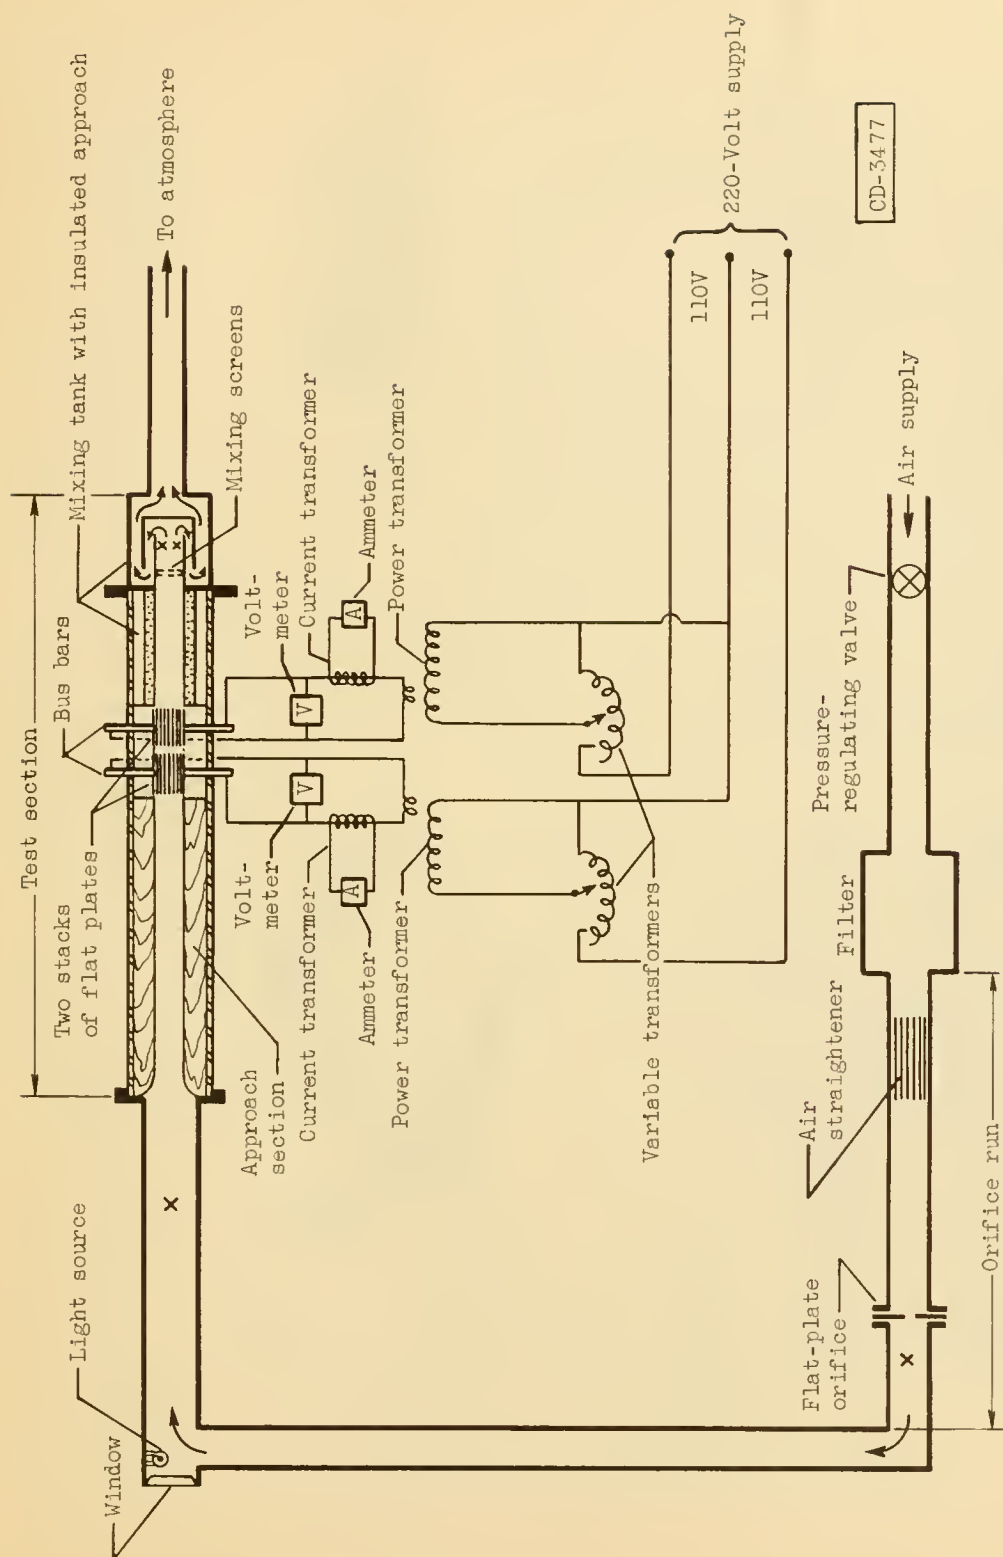 Test section
Two stacks
of flat plates
Bus bars
Mixing tank with insulated approach
To atmosphere
Mixing screens
Light source
Window
x
Approach
section
Volt-
meter
Volt-
meter
Current transformer
Current transformer
V
V
A
A
Ammeter
Ammeter
Power transformer
Power transformer
Variable transformers
110V
110V
220-Volt supply
CD-3477
Air supply
Pressure-
regulating valve
Filter
Air
straightener
Flat-plate
orifice
x
Orifice run